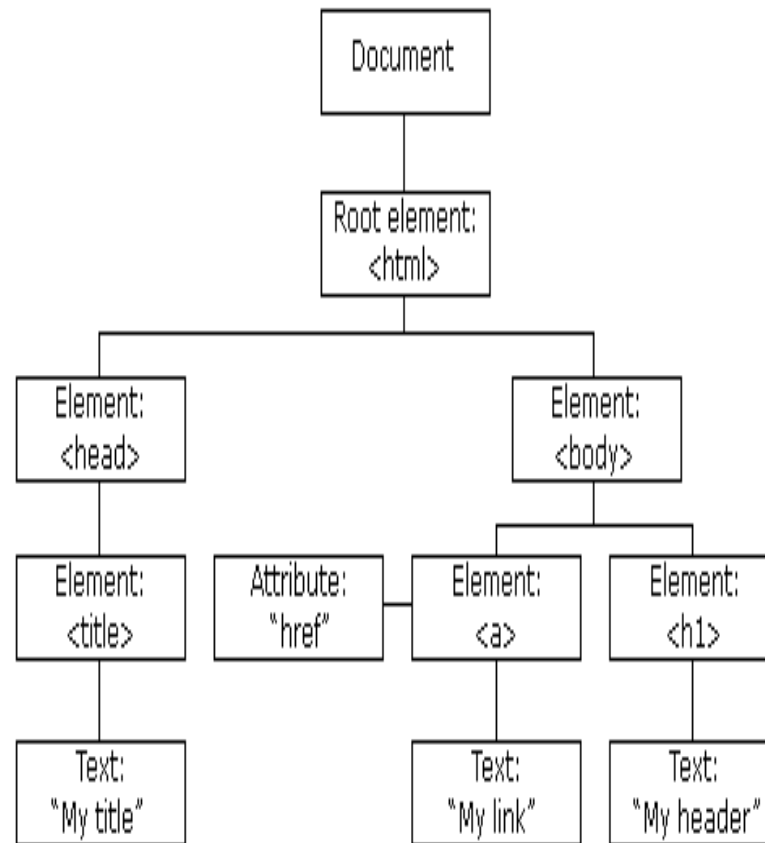 Document
Root element:
<html>
Element:
<head>
Element:
<body>
Element:
<title>
Attribute:
“href”
Element:
<a>
Element:
<h1>
Text:
“My title”
Text:
“My link”
Text:
“My header”